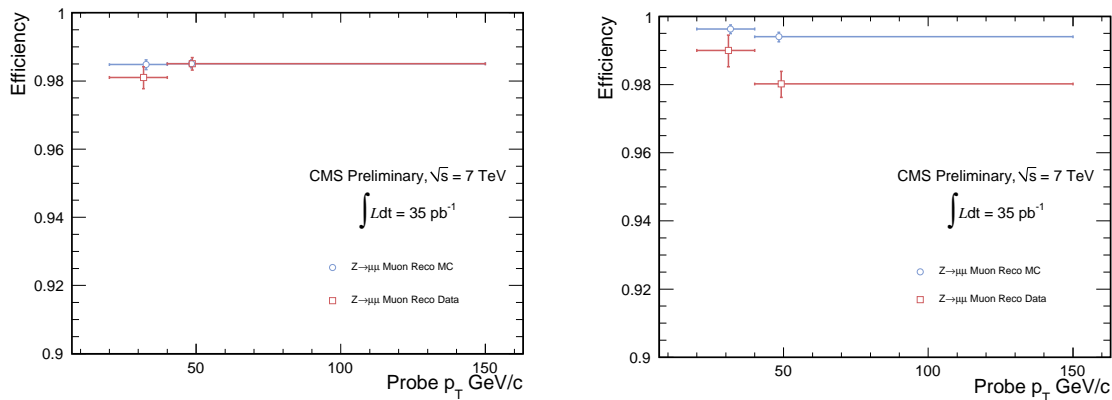 Efficiency
1
0.98
0.96
0.94
0.92
0.9
CMS Preliminary, √s = 7 TeV
∫ Ldt = 35 pb-1
Z→μμ Muon Reco MC
Z→μμ Muon Reco Data
50
100
150
Probe pT GeV/c
Efficiency
1
0.98
0.96
0.94
0.92
0.9
CMS Preliminary, √s = 7 TeV
∫ Ldt = 35 pb-1
Z→μμ Muon Reco MC
Z→μμ Muon Reco Data
50
100
150
Probe pT GeV/c